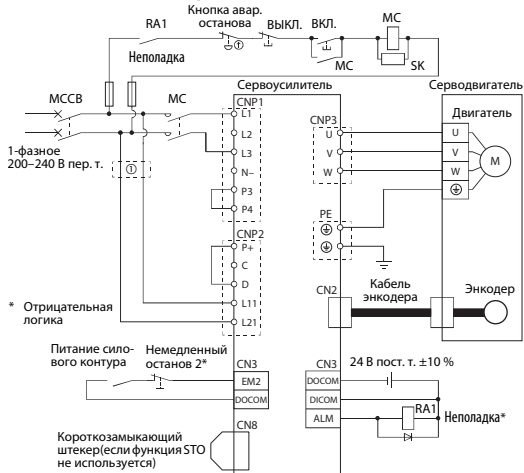 Кнопка авар.
останова
ВЫКЛ.
ВКЛ.
MC
RA1
Неполадка
MC
SK
MCCB
MC
Сервоусилитель
Серводвигатель
CNP1
L1
L2
L3
N–
P3
P4
CNP3
U
V
W
Двигатель
U
V
W
M
1-фазное
200–240 В пер. т.
①
PE
CNP2
P+
C
D
L11
L21
CN2
Кабель
энкодера
Энкодер
* Отрицательная
логика
Питание сило-
вого контура
Немедленный
останов 2*
CN3
EM2
DOCOM
CN3
DOCOM
DICOM
ALM
24 В пост. т. ±10 %
RA1
Неполадка*
CN8
Короткозамыкающий
штекер(если функция STO
не используется)